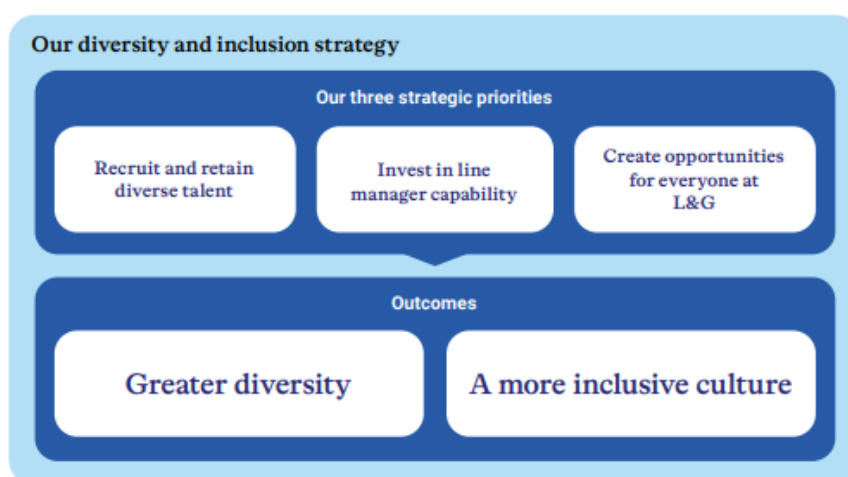 Our diversity and inclusion strategy
Our three strategic priorities
Recruit and retain
diverse talent
Invest in line
manager capability
Create opportunities
for everyone at
L&G
Outcomes
Greater diversity
A more inclusive culture